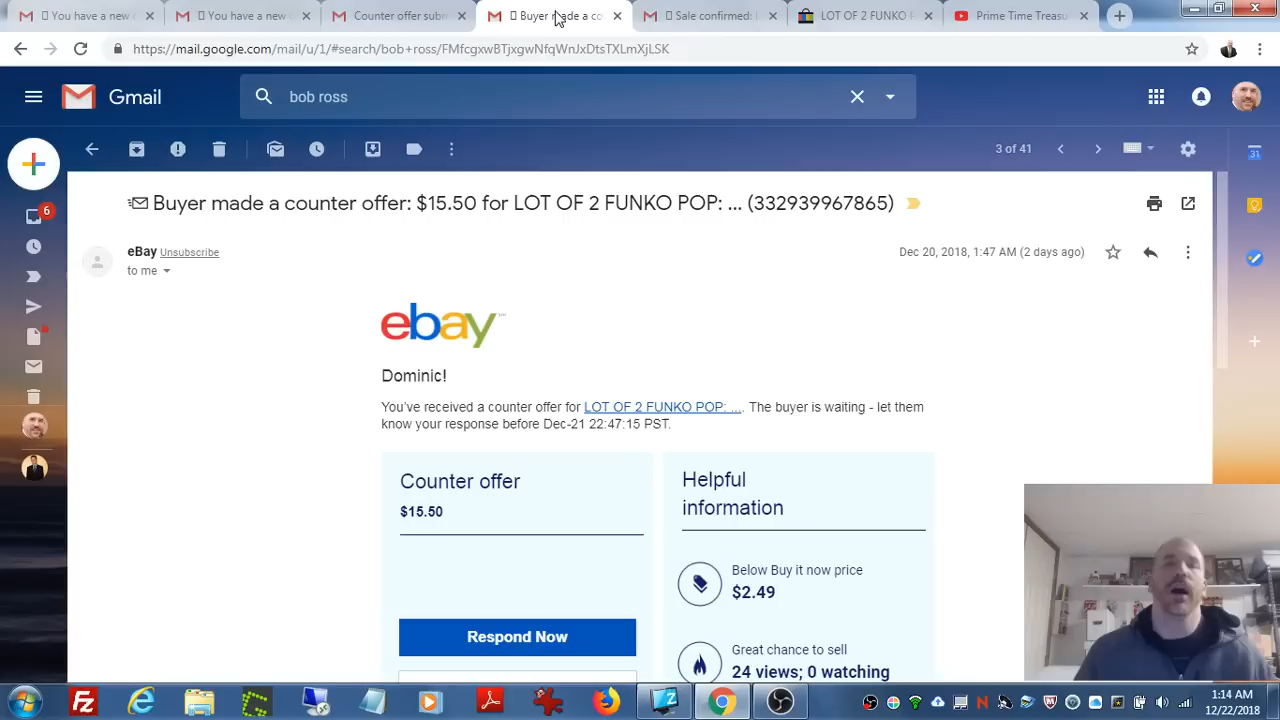 You have new
You have a new
Counter offer subm
Buyer made a co
Sale confirmed: L
LOT OF 2 FUNKO P
Prime Time Treasu
https://mail.google.com/mail/u/1/#search/bob+ross/FMfcgxwBTjxgwNfqWnJxDtsTXLmXjLSK
Gmail
bob ross
3 of 41
31
6
Buyer made a counter offer: $15.50 for LOT OF 2 FUNKO POP: ... (332939967865)
eBay Unsubscribe
Dec 20, 2018, 1:47 AM (2 days ago)
to me
ebay
Dominic!
You've received a counter offer for LOT OF 2 FUNKO POP: .... The buyer is waiting - let them
know your response before Dec-21 22:47:15 PST.
Counter offer
$15.50
Respond Now
Helpful
information
Below Buy it now price
$2.49
Great chance to sell
24 views; 0 watching
1:14 AM
12/22/2018